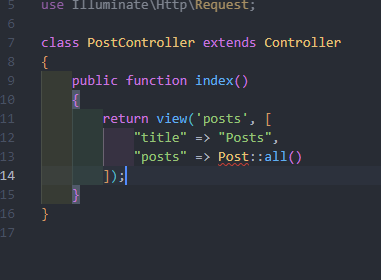 5 use Illuminate\Http\Request;
6
7 class PostController extends Controller
8 {
9 public function index()
10 {
11 return view('posts', [
12 "title" => "Posts",
13 "posts" => Post::all()
14 ]);
15 }
16 }
17